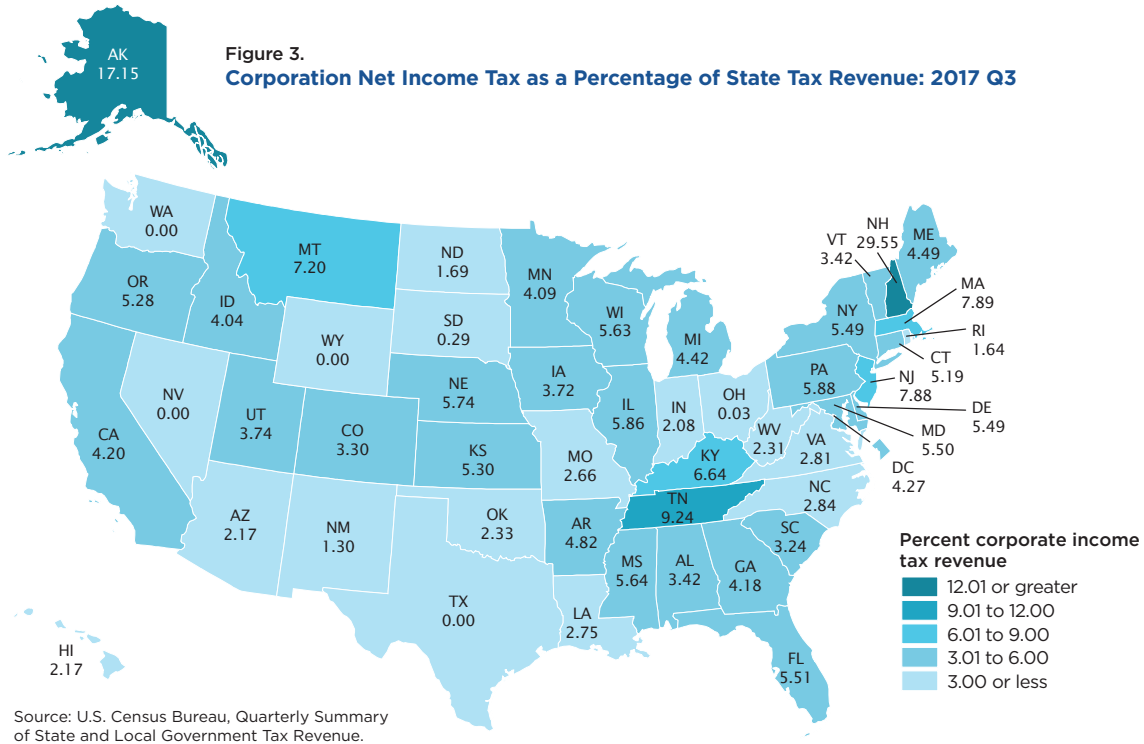 AK
17.15
Figure 3.
Corporation Net Income Tax as a Percentage of State Tax Revenue: 2017 Q3
WA
0.00
MT
7.20
ND
1.69
MN
4.09
VT
3.42
NH
29.55
ME
4.49
OR
5.28
ID
4.04
SD
0.29
WI
5.63
MI
4.42
NY
5.49
MA
7.89
RI
1.64
CT
5.19
WY
0.00
NE
5.74
IA
3.72
PA
5.88
NJ
7.88
NV
0.00
UT
3.74
CO
3.30
KS
5.30
IL
5.86
IN
2.08
OH
0.03
DE
5.49
MD
5.50
DC
4.27
CA
4.20
MO
2.66
KY
6.64
WV
2.31
VA
2.81
AZ
2.17
NM
1.30
OK
2.33
AR
4.82
TN
9.24
NC
2.84
SC
3.24
MS
5.64
AL
3.42
GA
4.18
TX
0.00
LA
2.75
FL
5.51
HI
2.17
Percent corporate income
tax revenue
12.01 or greater
9.01 to 12.00
6.01 to 9.00
3.01 to 6.00
3.00 or less
Source: U.S. Census Bureau, Quarterly Summary
of State and Local Government Tax Revenue.